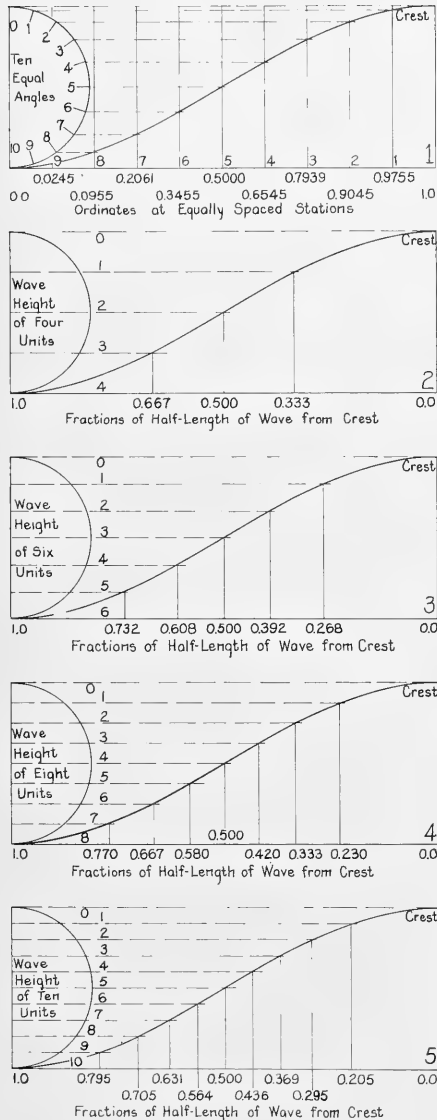 0 1 2 3 4 5 6 7 8 9 10
Ten
Equal
Angles
Crest
9 8 7 6 5 4 3 2 1
1
0.0245 0.2061 0.5000 0.7939 0.9755
0.0 0.0955 0.3455 0.6545 0.9045 1.0
Ordinates at Equally Spaced Stations
0
Crest
1
Wave
Height
2
of Four
Units
3
4
2
1.0 0.667 0.500 0.333 0.0
Fractions of Half-Length of Wave from Crest
0
Crest
1
Wave
2
Height
3
of Six
4
Units
5
6
3
1.0 0.732 0.608 0.500 0.392 0.268 0.0
Fractions of Half-Length of Wave from Crest
0
Crest
1
2
Wave
3
Height
4
of Eight
5
Units
6
7
8
0.500
4
1.0 0.770 0.667 0.580 0.420 0.333 0.230 0.0
Fractions of Half-Length of Wave from Crest
0
Crest
1
2
3
Wave
4
Height
5
of Ten
6
Units
7
8
9
10
5
1.0 0.795 0.631 0.500 0.369 0.205 0.0
0.705 0.564 0.436 0.295
Fractions of Half-Length of Wave from Crest